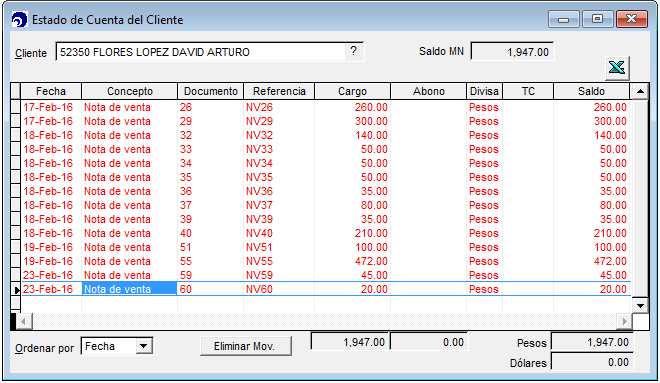 Estado de Cuenta del Cliente
Cliente 52350 FLORES LOPEZ DAVID ARTURO ? Saldo MN 1,947.00
Fecha Concepto Documento Referencia Cargo Abono Divisa TC Saldo
17-Feb-16 Nota de venta 26 NV26 260.00 Pesos 260.00
17-Feb-16 Nota de venta 29 NV29 300.00 Pesos 300.00
18-Feb-16 Nota de venta 32 NV32 140.00 Pesos 140.00
18-Feb-16 Nota de venta 33 NV33 50.00 Pesos 50.00
18-Feb-16 Nota de venta 34 NV34 50.00 Pesos 50.00
18-Feb-16 Nota de venta 35 NV35 50.00 Pesos 50.00
18-Feb-16 Nota de venta 36 NV36 35.00 Pesos 35.00
18-Feb-16 Nota de venta 37 NV37 80.00 Pesos 80.00
18-Feb-16 Nota de venta 39 NV39 35.00 Pesos 35.00
18-Feb-16 Nota de venta 40 NV40 210.00 Pesos 210.00
19-Feb-16 Nota de venta 51 NV51 100.00 Pesos 100.00
19-Feb-16 Nota de venta 55 NV55 472.00 Pesos 472.00
23-Feb-16 Nota de venta 59 NV59 45.00 Pesos 45.00
23-Feb-16 Nota de venta 60 NV60 20.00 Pesos 20.00
Ordenar por Fecha Eliminar Mov. 1,947.00 0.00 Pesos 1,947.00
Dólares 0.00